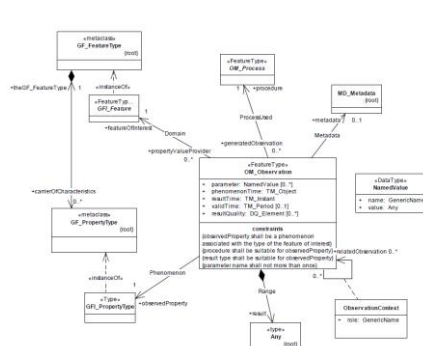 «metaclass»
GF_FeatureType
{root}
+theGF_FeatureType
1
«instanceOf»
«FeatureTyp...
GFI_Feature
1
+featureOfInterest
Domain
+propertyValueProvider
0..*
«FeatureType»
OM_Process
1
+procedure
ProcessUsed
+generatedObservation
0..*
MD_Metadata
{root}
+metadata
0..1
Metadata
«FeatureType»
OM_Observation
+ parameter: NamedValue [0..*]
+ phenomenonTime: TM_Object
+ resultTime: TM_Instant
+ validTime: TM_Period [0..1]
+ resultQuality: DQ_Element [0..*]
constraints
{observedProperty shall be a phenomenon
associated with the type of the feature of interest}
{procedure shall be suitable for observedProperty}
{result type shall be suitable for observedProperty}
{parameter.name shall not more than once}
«DataType»
NamedValue
+ name: GenericName
+ value: Any
+carrierOfCharacteristics
0..*
«metaclass»
GF_PropertyType
{root}
«instanceOf»
«Type»
GFI_PropertyType
Phenomenon
1
+observedProperty
+relatedObservation
0..*
0..*
Range
+result
«type»
Any
{root}
ObservationContext
+ role: GenericName